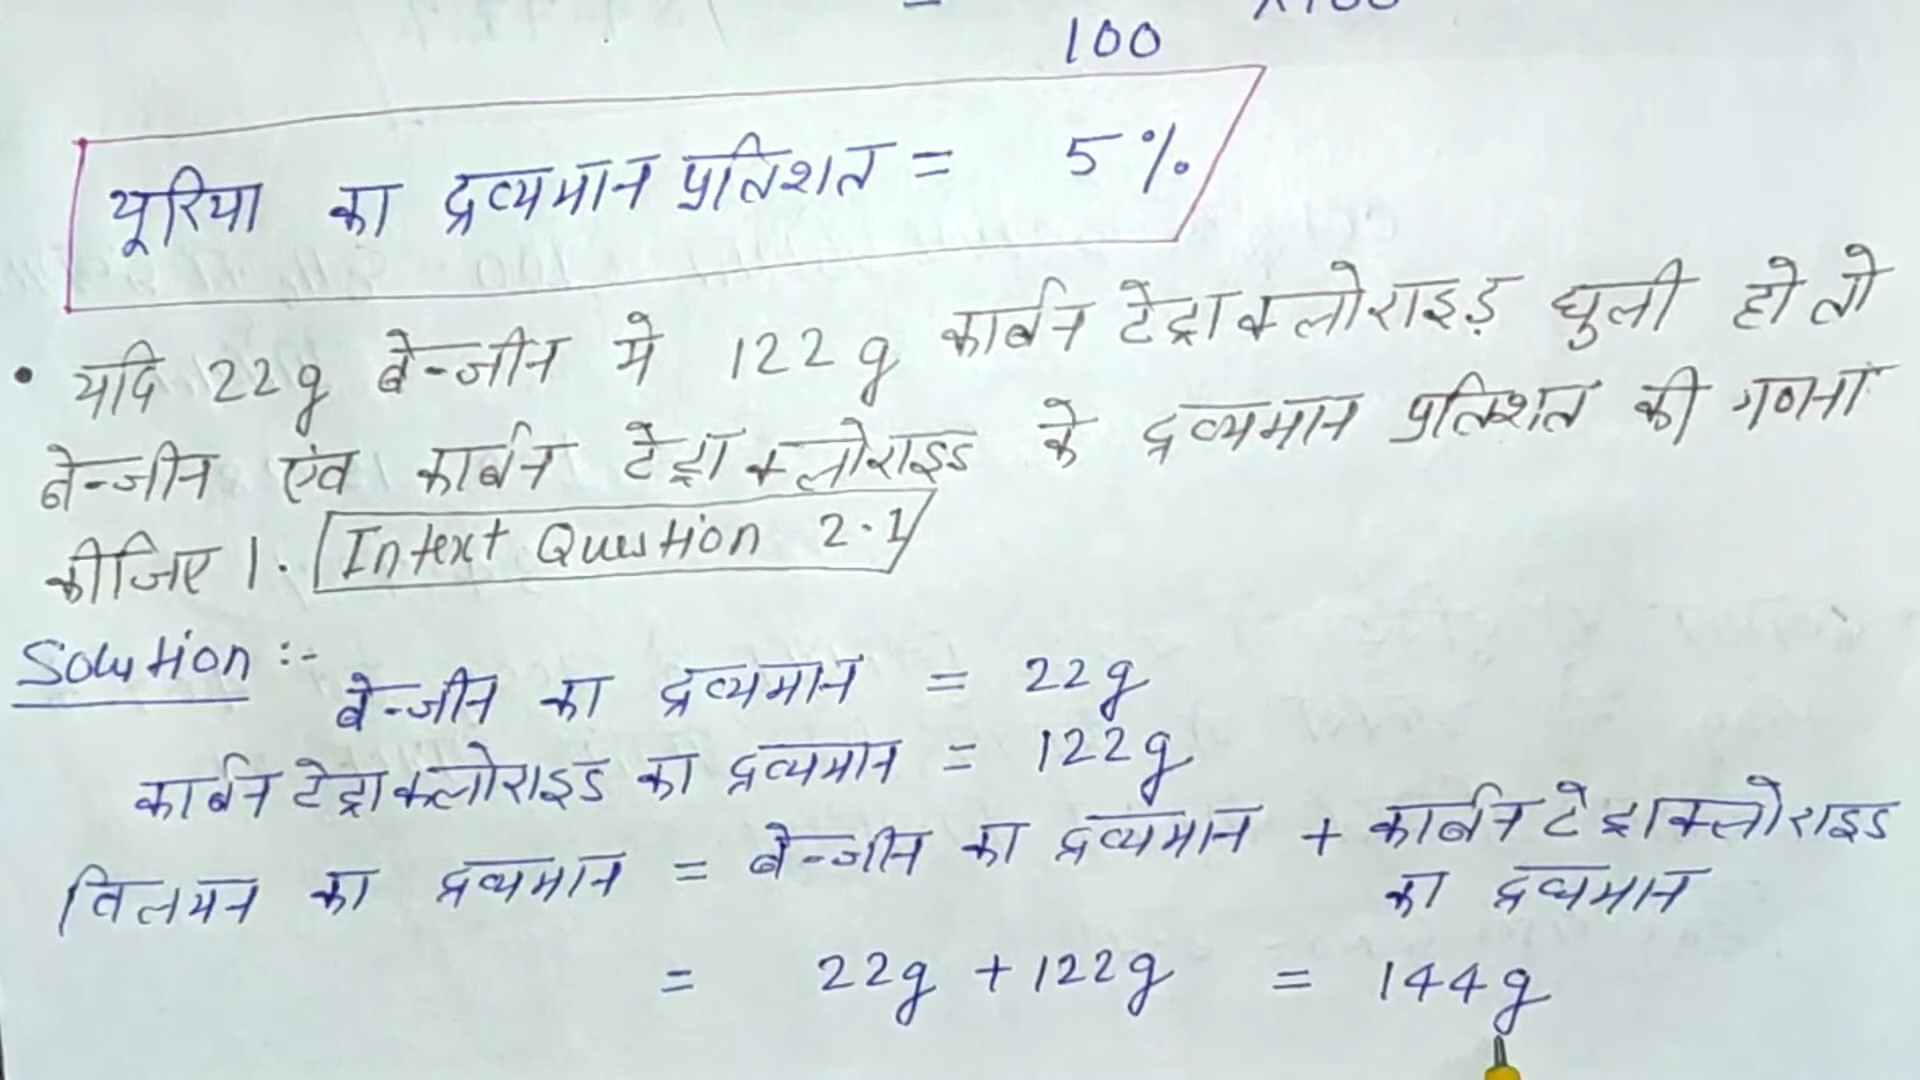 100
यूरिया का द्रव्यमान प्रतिशत = 5%
• यदि 22g बेन्जीन मे 122g कार्बन टेट्राक्लोराइड़ घुली हो तो
बेन्जीन एंव कार्बन टेट्राक्लोराइड के द्रव्यमान प्रतिशत की गणना
कीजिए ।. Intext Question 2.1
Solution :-
बेन्जीन का द्रव्यमान = 22g
कार्बन टेट्राक्लोराइड का द्रव्यमान = 122g
विलयन का द्रव्यमान = बेन्जीन का द्रव्यमान + कार्बन टेट्राक्लोराइड
का द्रव्यमान
= 22g + 122g = 144g